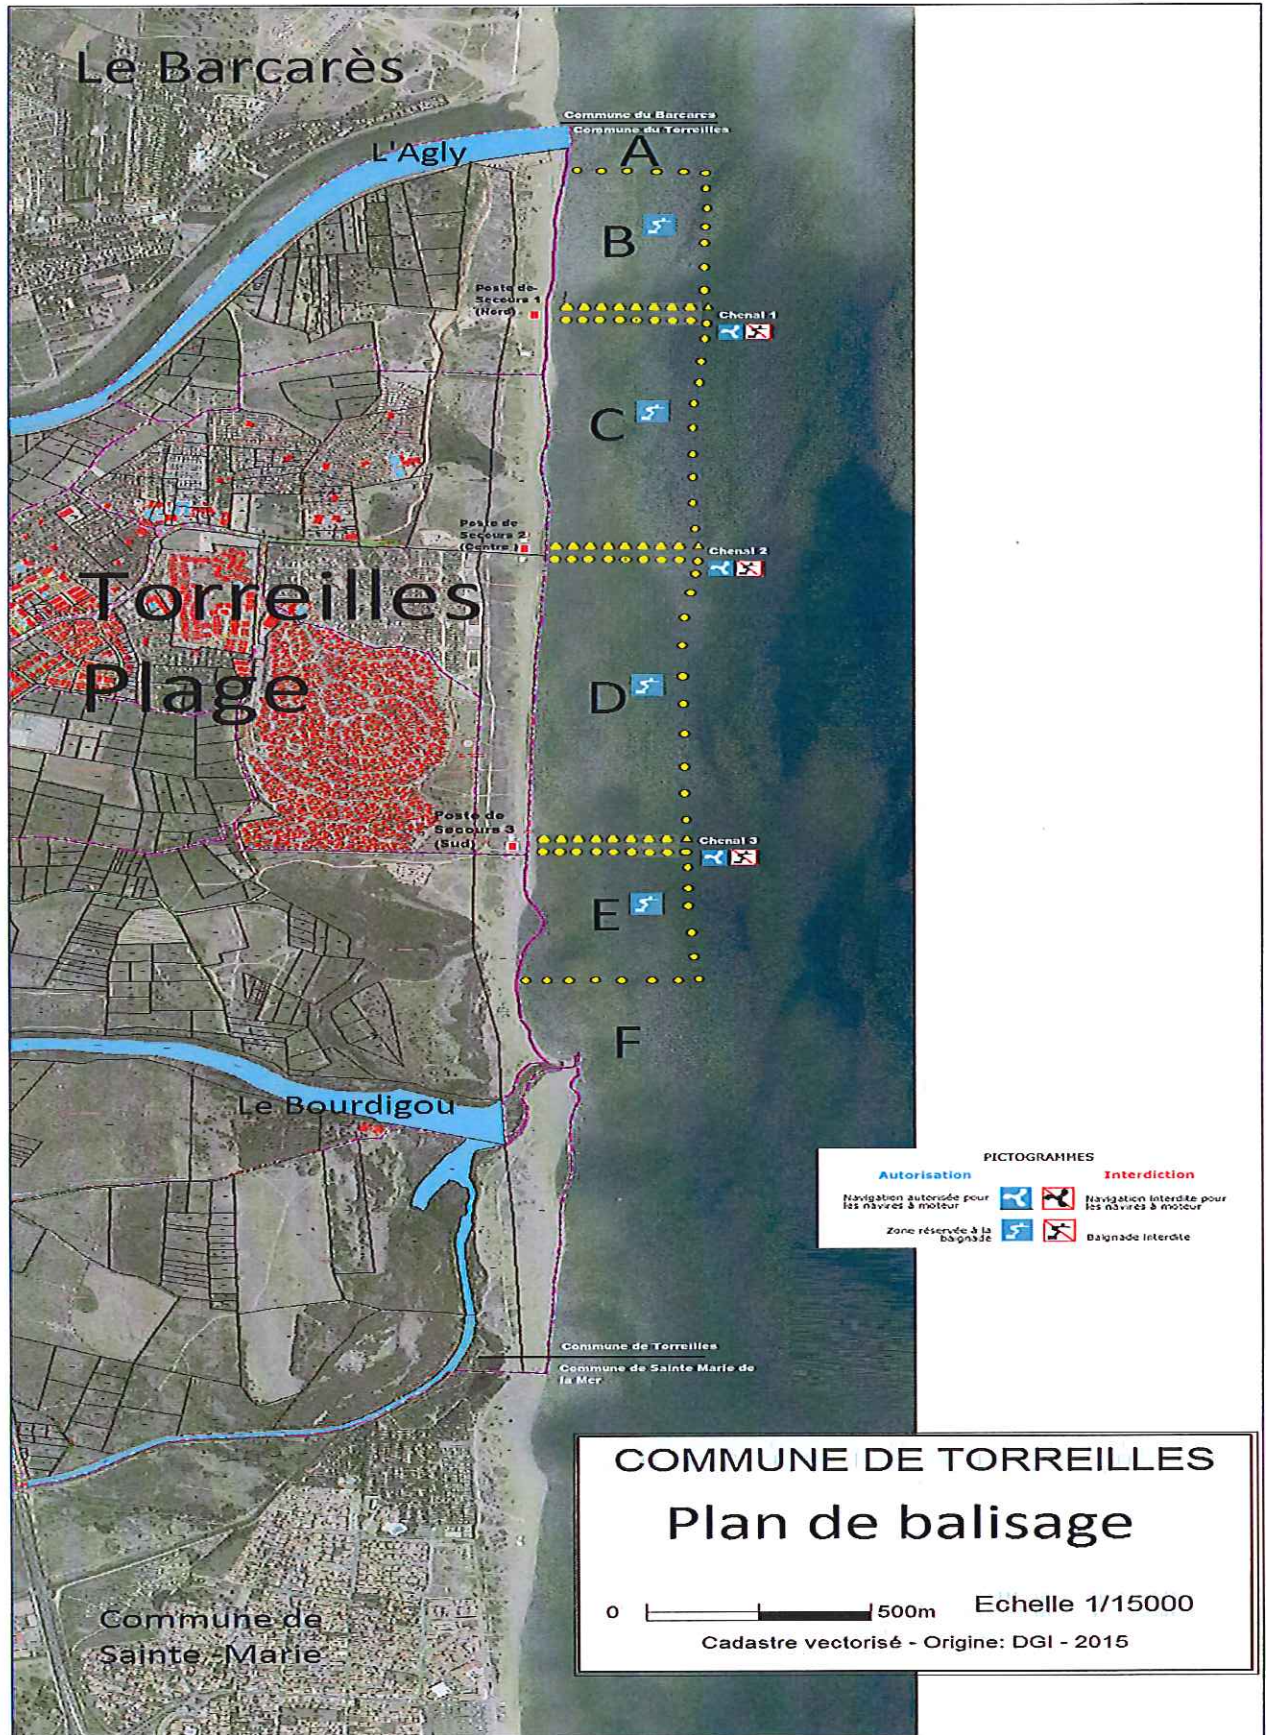 Le Barcarès
Commune du Barcares
Commune du Torreilles
A
L'Agly
B
Poste de
Secours 1
(Nord)
Chenal 1
C
Poste de
Secours 2
(Centre)
Chenal 2
Torreilles
Plage
D
Poste de
Secours 3
(Sud)
Chenal 3
E
F
Le Bourdigou
PICTOGRAMMES
Autorisation
Interdiction
Navigation autorisée pour
les navires à moteur
Navigation Interdite pour
les navires à moteur
Zone réservée à la
baignade
Baignade Interdite
Commune de Torreilles
Commune de Sainte Marie de
la Mer
COMMUNE DE TORREILLES
Plan de balisage
0 500m Echelle 1/15000
Cadastre vectorisé - Origine: DGI - 2015
Commune de
Sainte -Marie